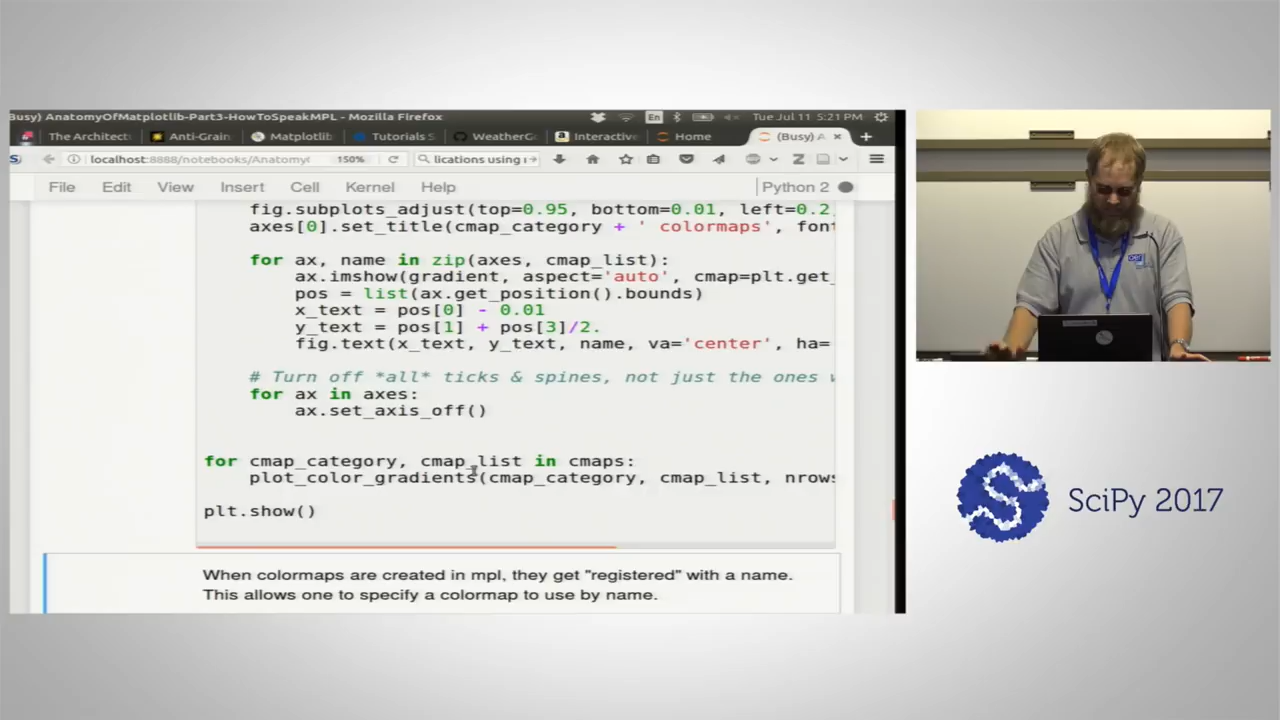 Busy) AnatomyOfMatplotlib-Part3-HowToSpeakMPL - Mozilla Firefox
En
Tue Jul 11 5:21 PM
The Architect
Anti-Grain
Matplotlib
Tutorials S
WeatherGe
Interactive
Home
(Busy) A
localhost:8888/notebooks/Anatomy
150%
lications using
File Edit View Insert Cell Kernel Help
Python 2
fig.subplots_adjust(top=0.95, bottom=0.01, left=0.2,
axes[0].set_title(cmap_category + ' colormaps', font
for ax, name in zip(axes, cmap_list):
ax.imshow(gradient, aspect='auto', cmap=plt.get_
pos = list(ax.get_position().bounds)
x_text = pos[0] - 0.01
y_text = pos[1] + pos[3]/2.
fig.text(x_text, y_text, name, va='center', ha=
# Turn off *all* ticks & spines, not just the ones w
for ax in axes:
ax.set_axis_off()
for cmap_category, cmap_list in cmaps:
plot_color_gradients(cmap_category, cmap_list, nrows
plt.show()
When colormaps are created in mpl, they get "registered" with a name.
This allows one to specify a colormap to use by name.
SciPy 2017